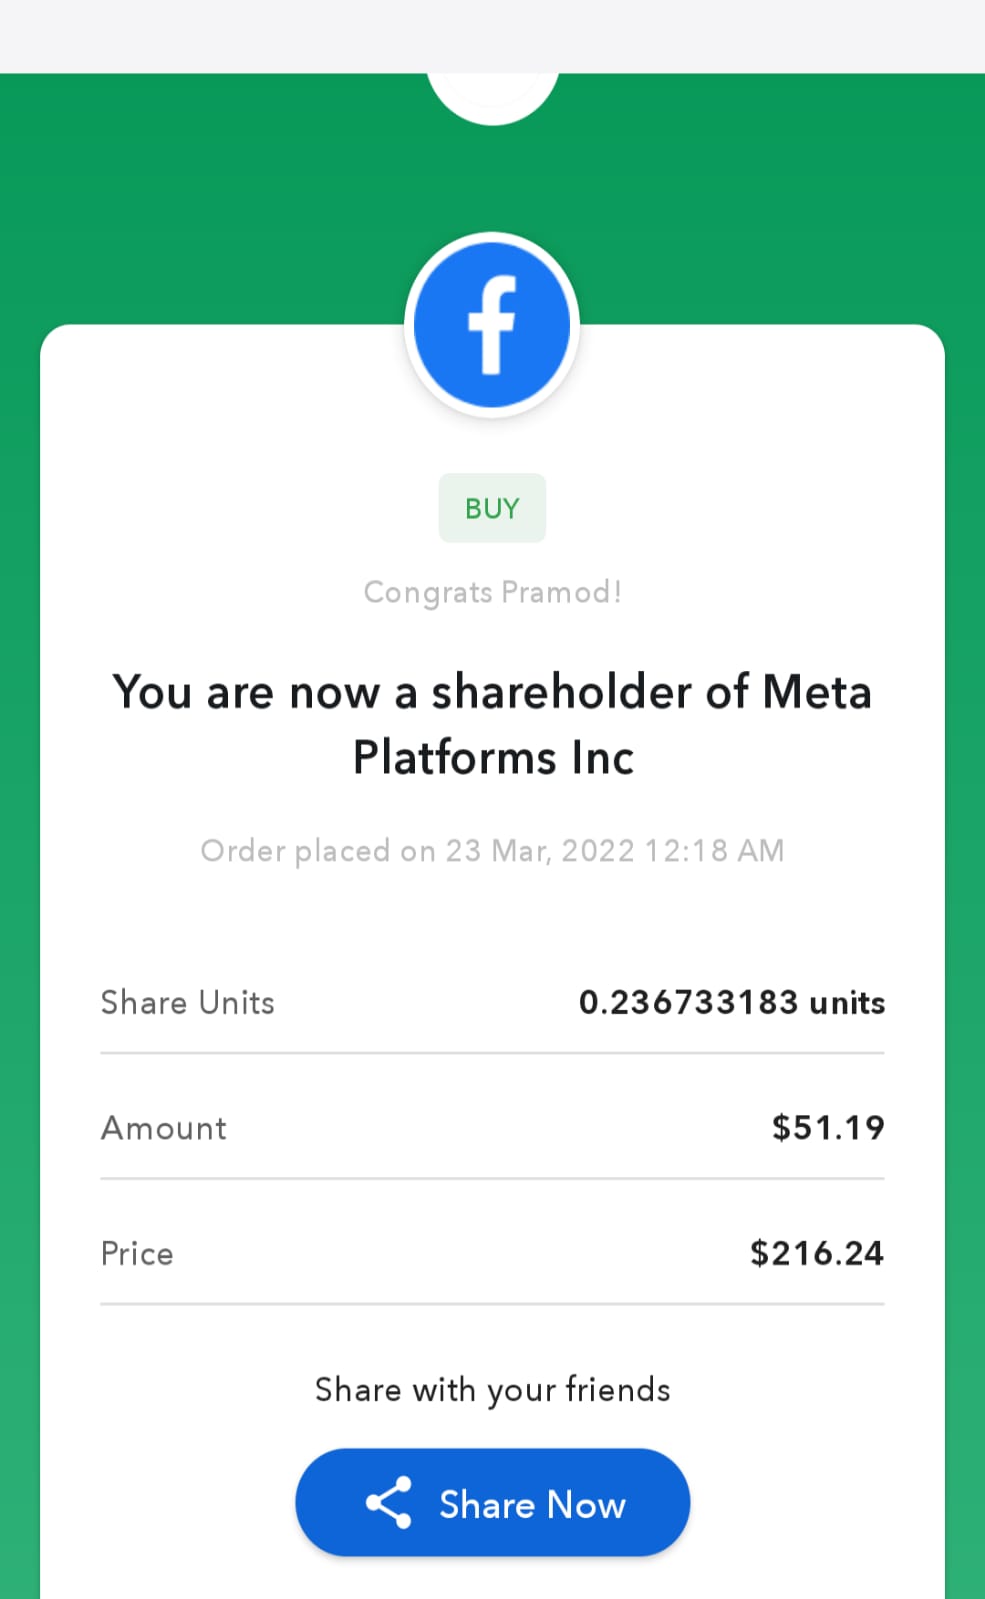 BUY
Congrats Pramod!
You are now a shareholder of Meta
Platforms Inc
Order placed on 23 Mar, 2022 12:18 AM
Share Units 0.236733183 units
Amount $51.19
Price $216.24
Share with your friends
Share Now